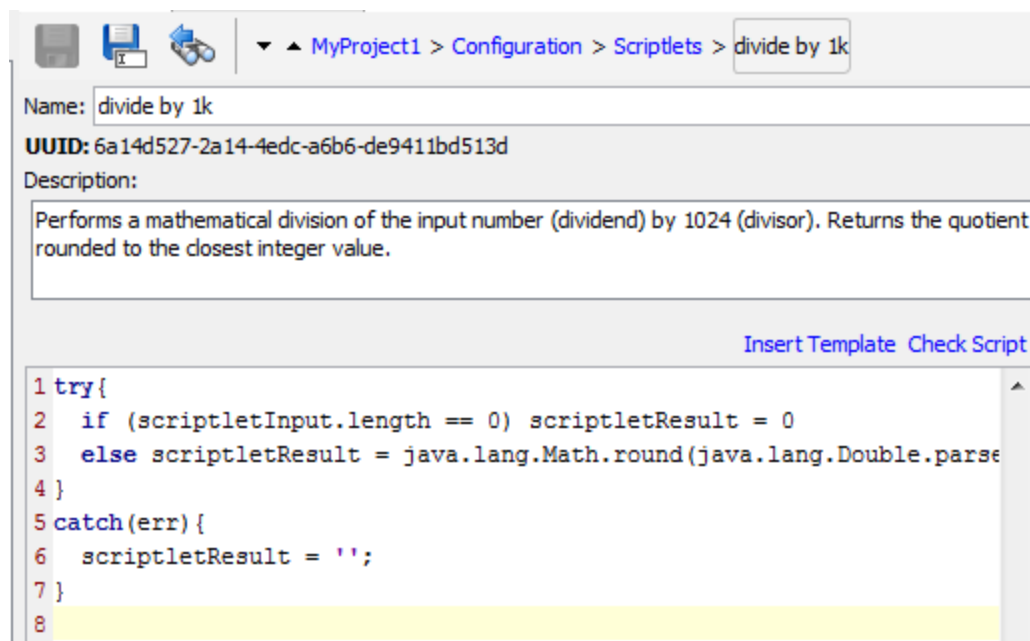 MyProject1 > Configuration > Scriptlets > divide by 1k
Name: divide by 1k
UUID: 6a14d527-2a14-4edc-a6b6-de9411bd513d
Description:
Performs a mathematical division of the input number (dividend) by 1024 (divisor). Returns the quotient
rounded to the closest integer value.
Insert Template Check Script
1 try{
2 if (scriptletInput.length == 0) scriptletResult = 0
3 else scriptletResult = java.lang.Math.round(java.lang.Double.parse
4 }
5 catch(err){
6 scriptletResult = '';
7 }
8